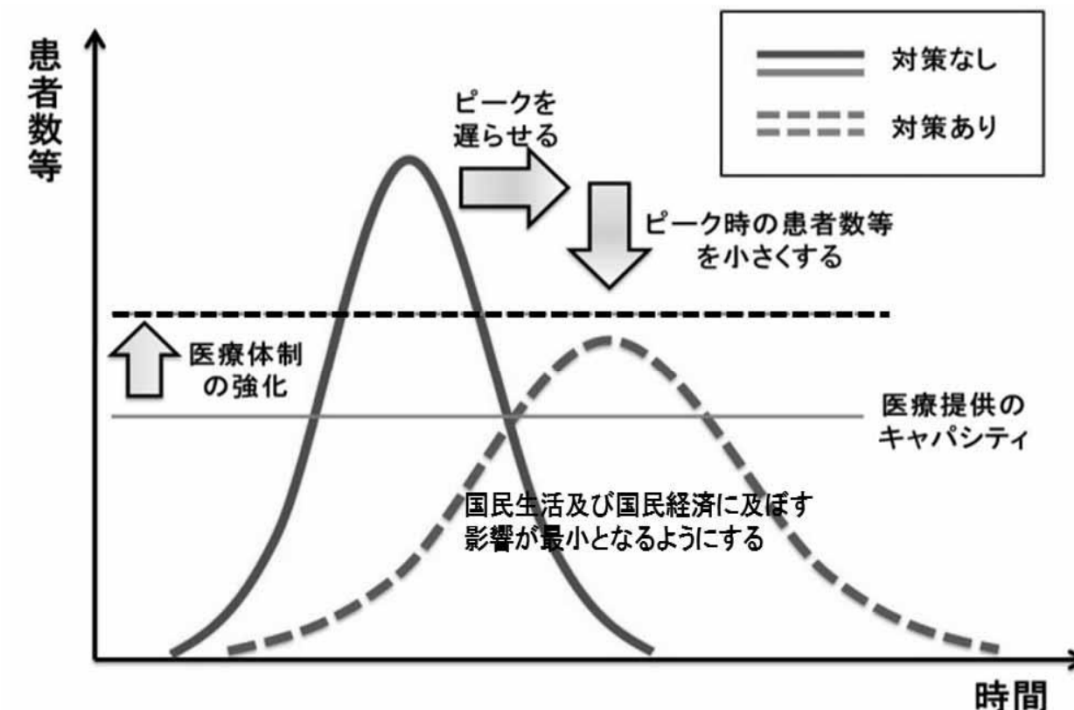 患者数等
対策なし
対策あり
ピークを
遅らせる
ピーク時の患者数等
を小さくする
医療体制
の強化
医療提供の
キャパシティ
国民生活及び国民経済に及ぼす
影響が最小となるようにする
時間